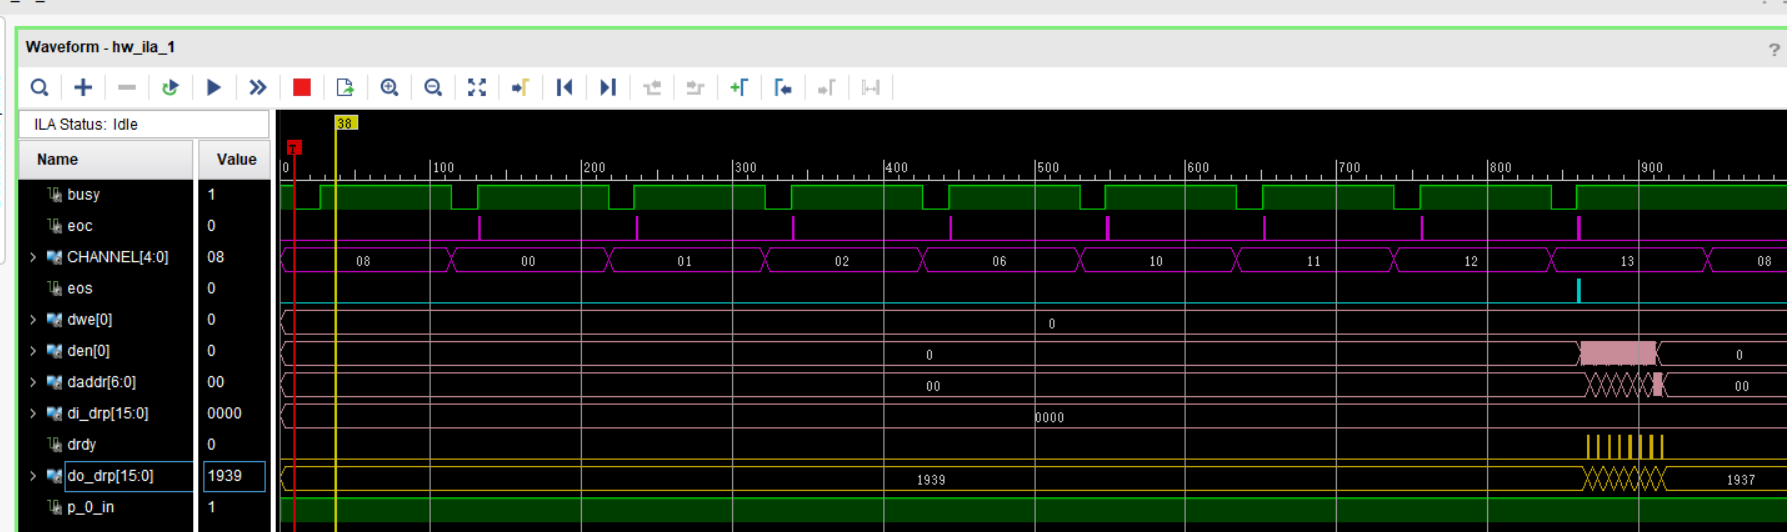 Waveform - hw_ila_1
?
ILA Status: Idle
38
Name Value
T
0 100 200 300 400 500 600 700 800 900
busy 1
eoc 0
CHANNEL[4:0] 08 08 00 01 02 06 10 11 12 13 08
eos 0
dwe[0] 0 0
den[0] 0 0 0
daddr[6:0] 00 00 00
di_drp[15:0] 0000 0000
drdy 0
do_drp[15:0] 1939 1939 1937
p_0_in 1